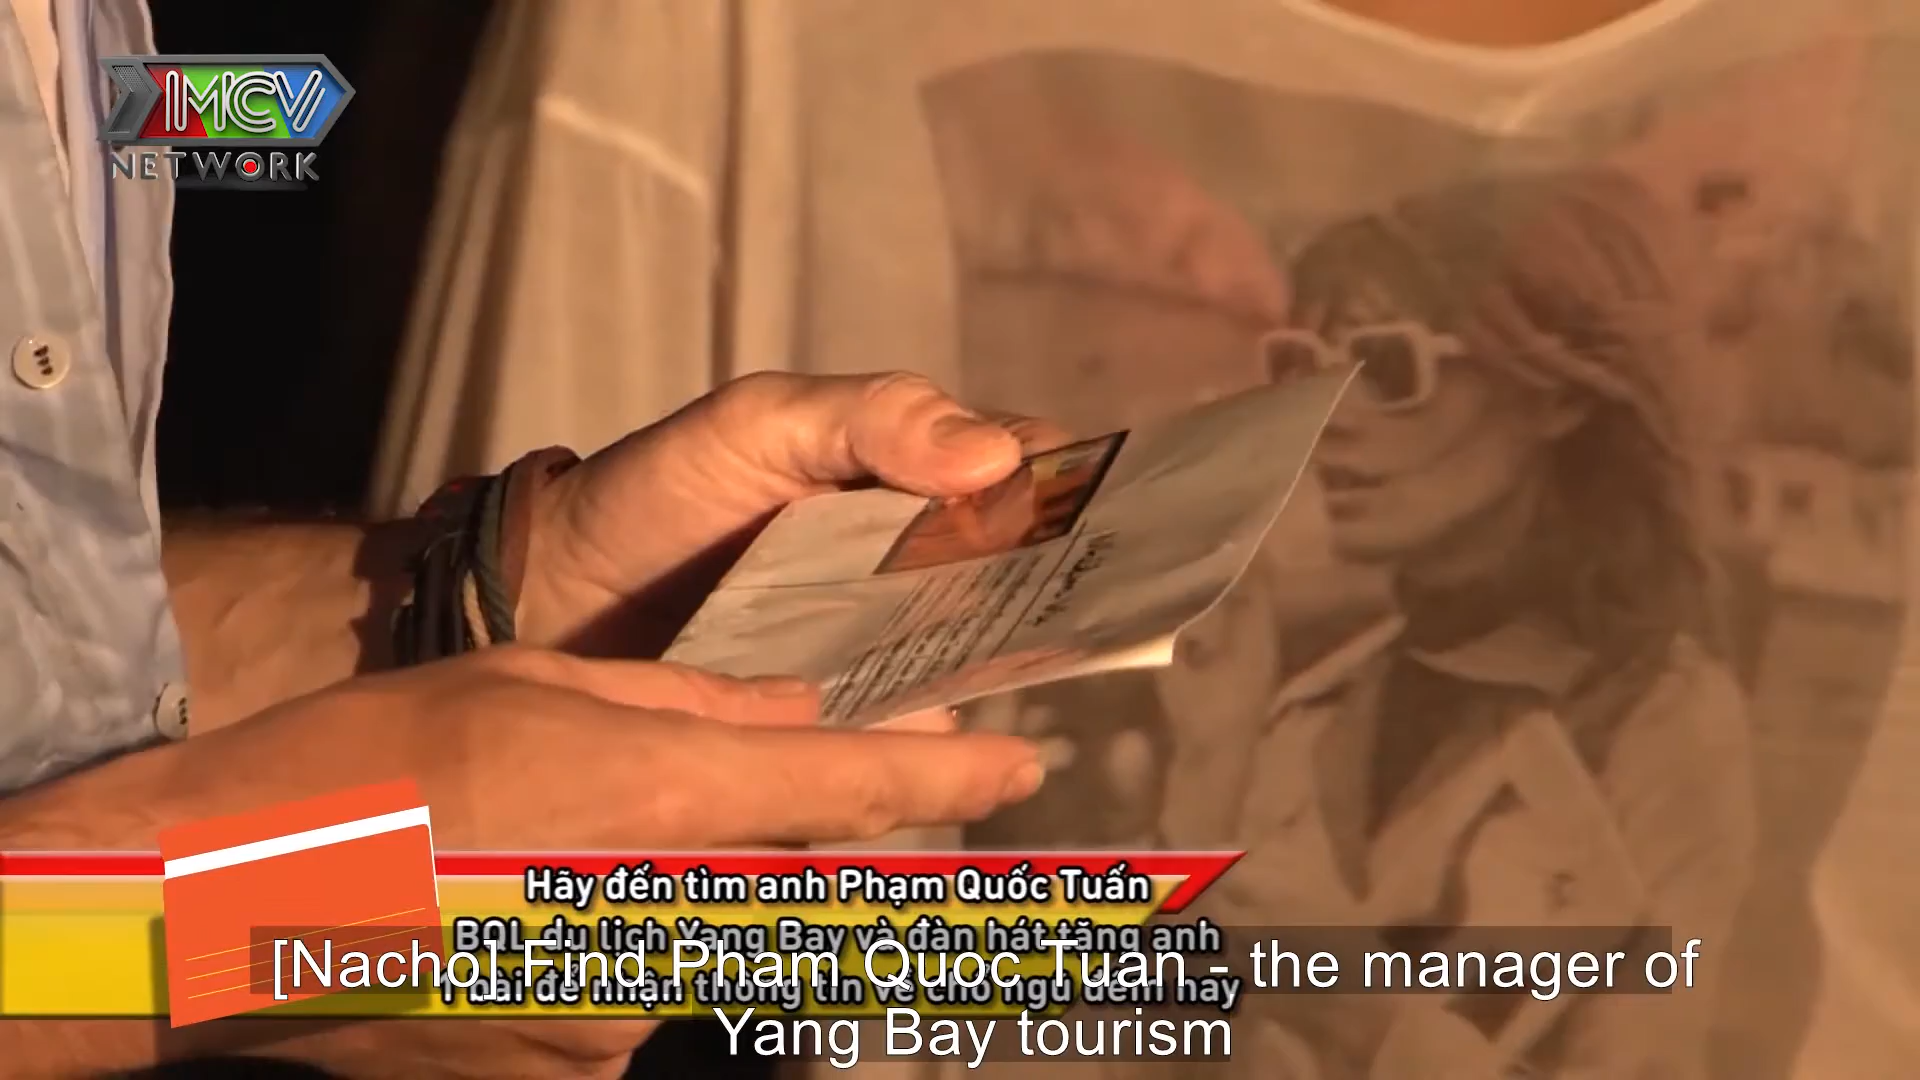 MCV
NETWORK
Hãy đến tìm anh Phạm Quốc Tuấn
BQL du lịch Yang Bay và đàn hát tặng anh
1 bài để nhận thông tin về chỗ ngủ đêm nay
[Nacho] Find Pham Quoc Tuan - the manager of
Yang Bay tourism